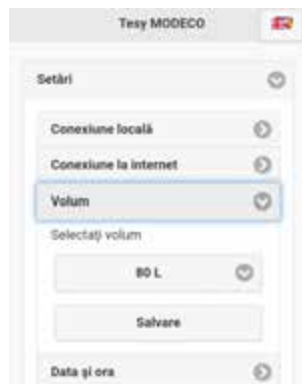 Tesy MODECO
Setări
Conexiune locală
Conexiune la internet
Volum
Selectați volum
80 L
Salvare
Data și ora